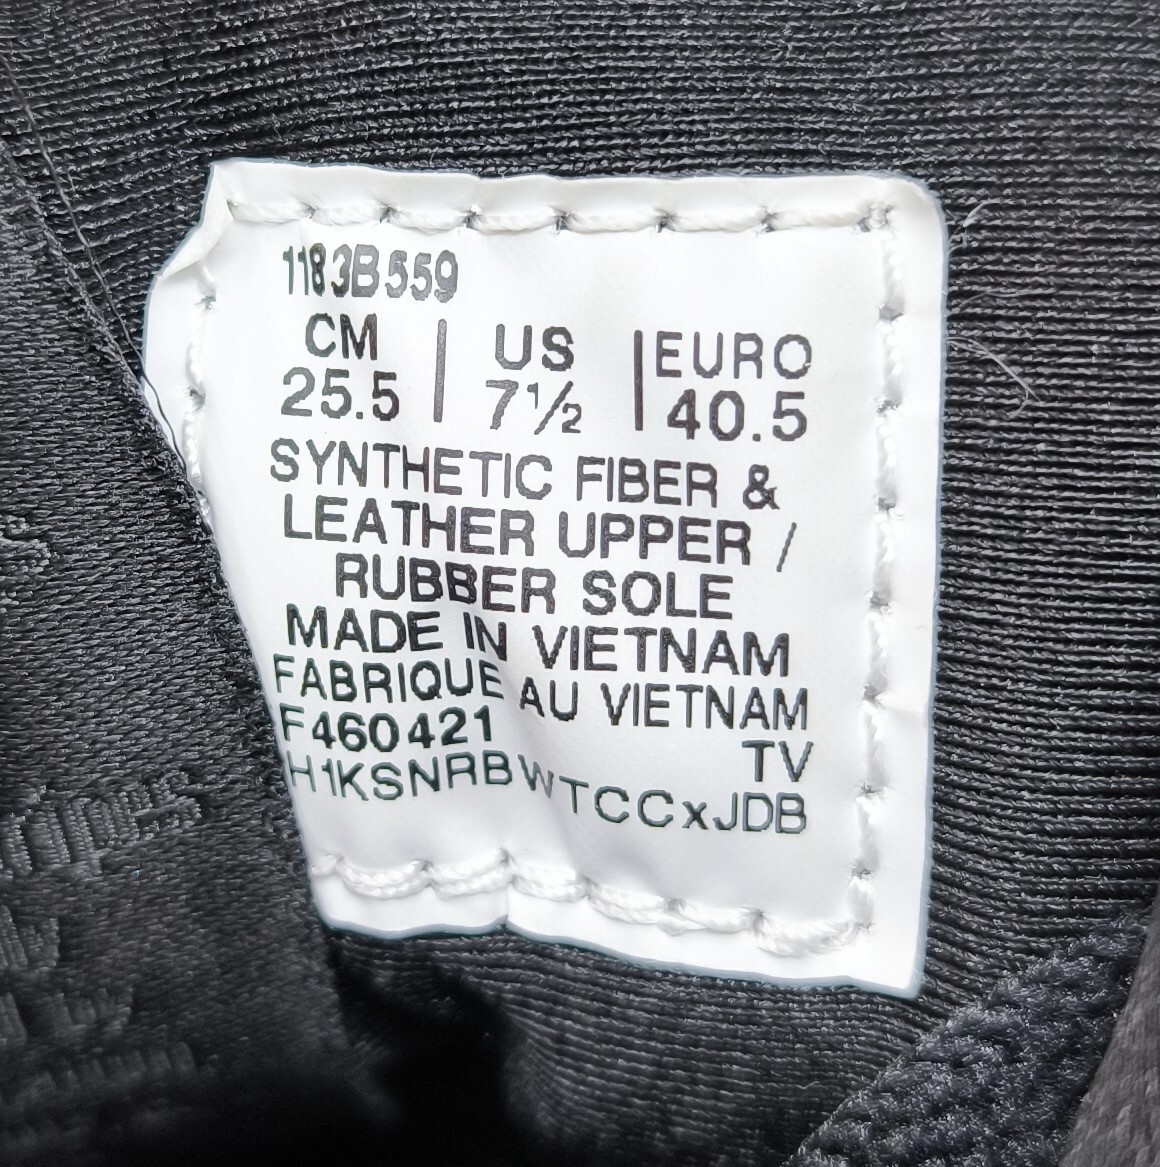 1183B559
CM | US | EURO
25.5 | 7½ | 40.5
SYNTHETIC FIBER &
LEATHER UPPER /
RUBBER SOLE
MADE IN VIETNAM
FABRIQUE AU VIETNAM
F460421 TV
H1KSNRBWTCCxJDB